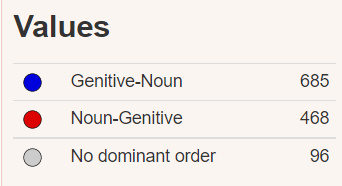 Values
Genitive-Noun 685
Noun-Genitive 468
No dominant order 96